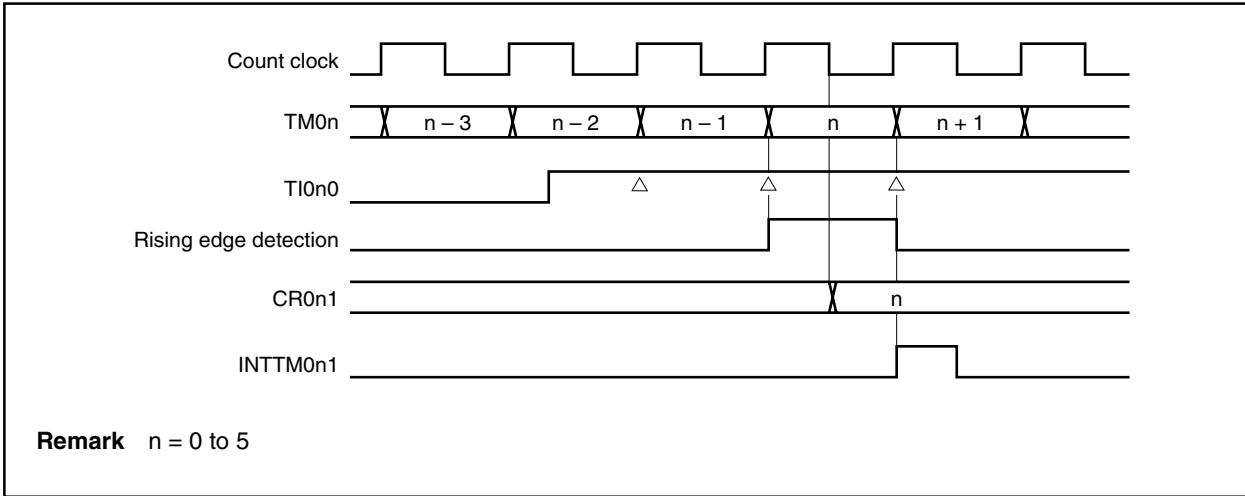 Count clock
TM0n n – 3 n – 2 n – 1 n n + 1
TI0n0
Rising edge detection
CR0n1 n
INTTM0n1
Remark n = 0 to 5